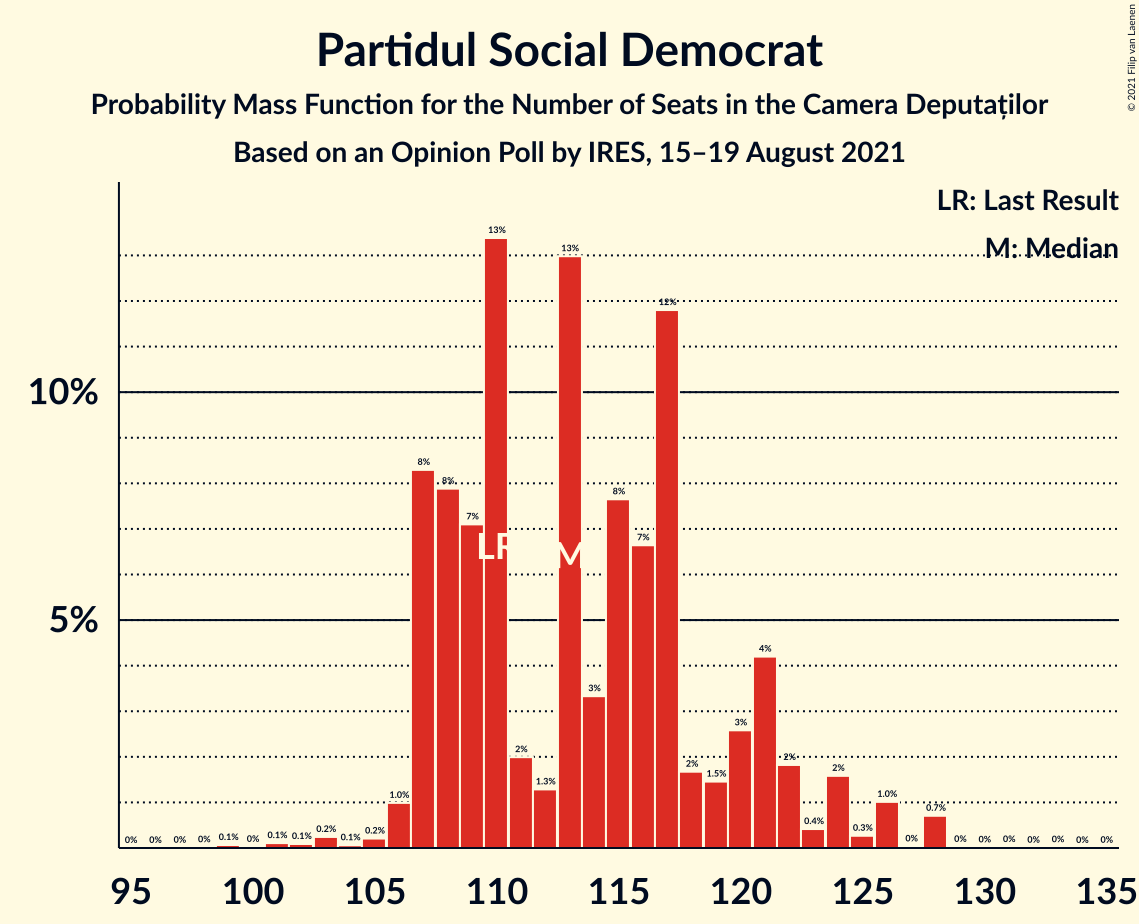 Partidul Social Democrat
Probability Mass Function for the Number of Seats in the Camera Deputaților
Based on an Opinion Poll by IRES, 15–19 August 2021
© 2021 Filip van Laenen
LR: Last Result
M: Median
10%
5%
0% 0% 0% 0% 0.1% 0% 0.1% 0.1% 0.2% 0.1% 0.2% 1.0% 8% 8% 7% 13% 2% 1.3% 13% 3% 8% 7% 12% 2% 1.5% 3% 4% 2% 0.4% 2% 0.3% 1.0% 0% 0.7% 0% 0% 0% 0% 0% 0% 0%
LR M
95 100 105 110 115 120 125 130 135